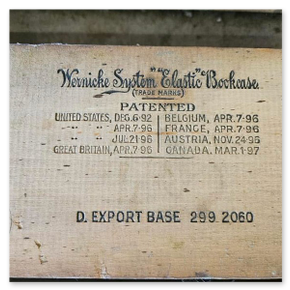 Wernicke System "Elastic" Bookcase.
(TRADE MARKS)
PATENTED
UNITED STATES, DEC. 6-92 BELGIUM, APR. 7-96
" " APR. 7-96 FRANCE, APR. 7-96
" " JUL. 21-96 AUSTRIA, NOV. 24-96
GREAT BRITAIN, APR. 7-96 CANADA. MAR. 1-97
D. EXPORT BASE 299. 2060